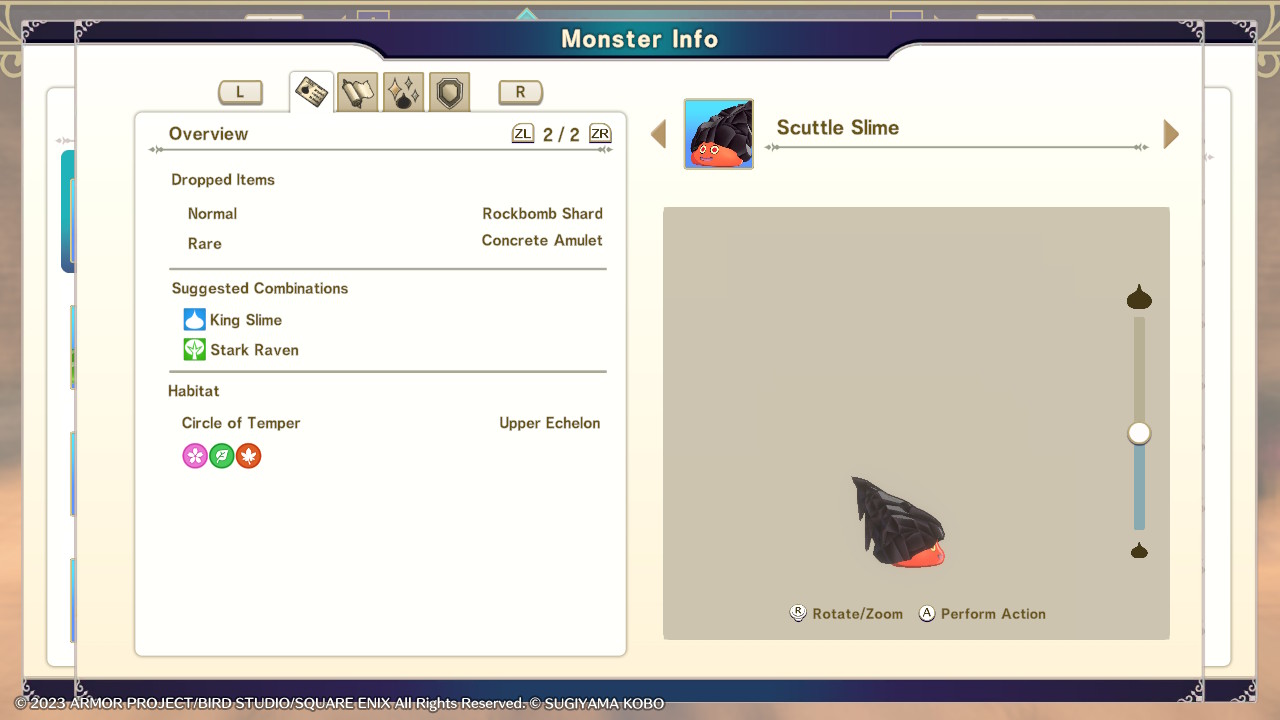 Monster Info
L
R
Overview
ZL 2 / 2 ZR
Scuttle Slime
Dropped Items
Normal Rockbomb Shard
Rare Concrete Amulet
Suggested Combinations
King Slime
Stark Raven
Habitat
Circle of Temper Upper Echelon
R Rotate/Zoom A Perform Action
© 2023 ARMOR PROJECT/BIRD STUDIO/SQUARE ENIX All Rights Reserved. © SUGIYAMA KOBO